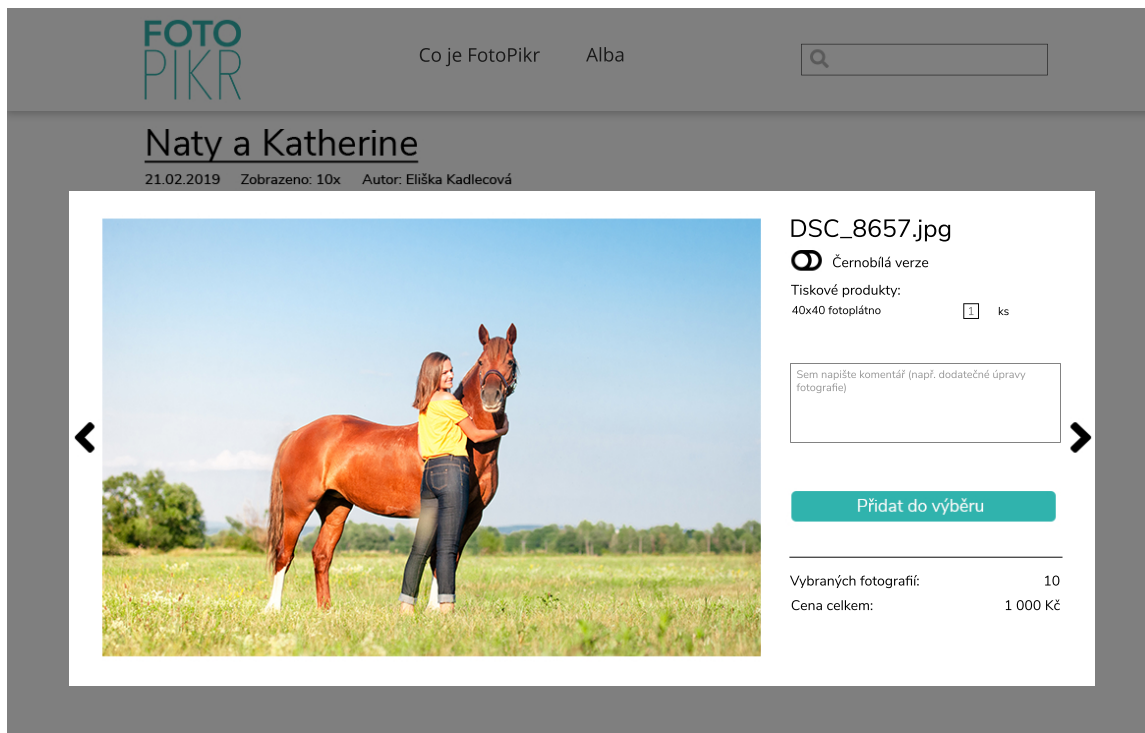 FOTO
PIKR
Co je FotoPikr
Alba
Naty a Katherine
21.02.2019 Zobrazeno: 10x Autor: Eliška Kadlecová
DSC_8657.jpg
Černobílá verze
Tiskové produkty:
40x40 fotoplátno 1 ks
Sem napište komentář (např. dodatečné úpravy
fotografie)
Přidat do výběru
Vybraných fotografií: 10
Cena celkem: 1 000 Kč